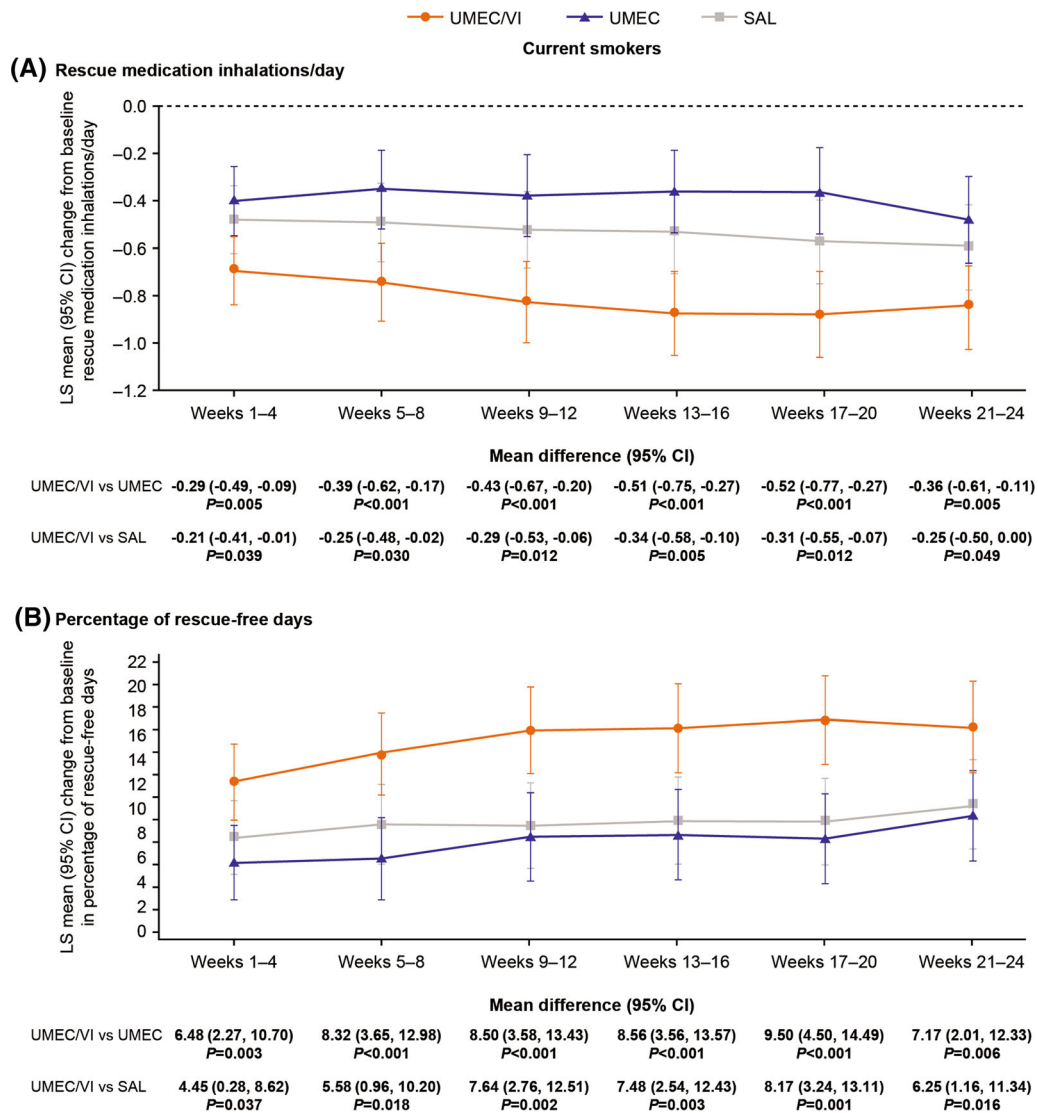 UMEC/VI UMEC SAL
Current smokers
(A) Rescue medication inhalations/day
LS mean (95% CI) change from baseline
rescue medication inhalations/day
0.0
–0.2
–0.4
–0.6
–0.8
–1.0
–1.2
Weeks 1–4 Weeks 5–8 Weeks 9–12 Weeks 13–16 Weeks 17–20 Weeks 21–24
Mean difference (95% CI)
UMEC/VI vs UMEC -0.29 (-0.49, -0.09) -0.39 (-0.62, -0.17) -0.43 (-0.67, -0.20) -0.51 (-0.75, -0.27) -0.52 (-0.77, -0.27) -0.36 (-0.61, -0.11)
P=0.005 P<0.001 P<0.001 P<0.001 P<0.001 P=0.005
UMEC/VI vs SAL -0.21 (-0.41, -0.01) -0.25 (-0.48, -0.02) -0.29 (-0.53, -0.06) -0.34 (-0.58, -0.10) -0.31 (-0.55, -0.07) -0.25 (-0.50, 0.00)
P=0.039 P=0.030 P=0.012 P=0.005 P=0.012 P=0.049
(B) Percentage of rescue-free days
LS mean (95% CI) change from baseline
in percentage of rescue-free days
22
20
18
16
14
12
10
8
6
4
2
0
Weeks 1–4 Weeks 5–8 Weeks 9–12 Weeks 13–16 Weeks 17–20 Weeks 21–24
Mean difference (95% CI)
UMEC/VI vs UMEC 6.48 (2.27, 10.70) 8.32 (3.65, 12.98) 8.50 (3.58, 13.43) 8.56 (3.56, 13.57) 9.50 (4.50, 14.49) 7.17 (2.01, 12.33)
P=0.003 P<0.001 P<0.001 P<0.001 P<0.001 P=0.006
UMEC/VI vs SAL 4.45 (0.28, 8.62) 5.58 (0.96, 10.20) 7.64 (2.76, 12.51) 7.48 (2.54, 12.43) 8.17 (3.24, 13.11) 6.25 (1.16, 11.34)
P=0.037 P=0.018 P=0.002 P=0.003 P=0.001 P=0.016